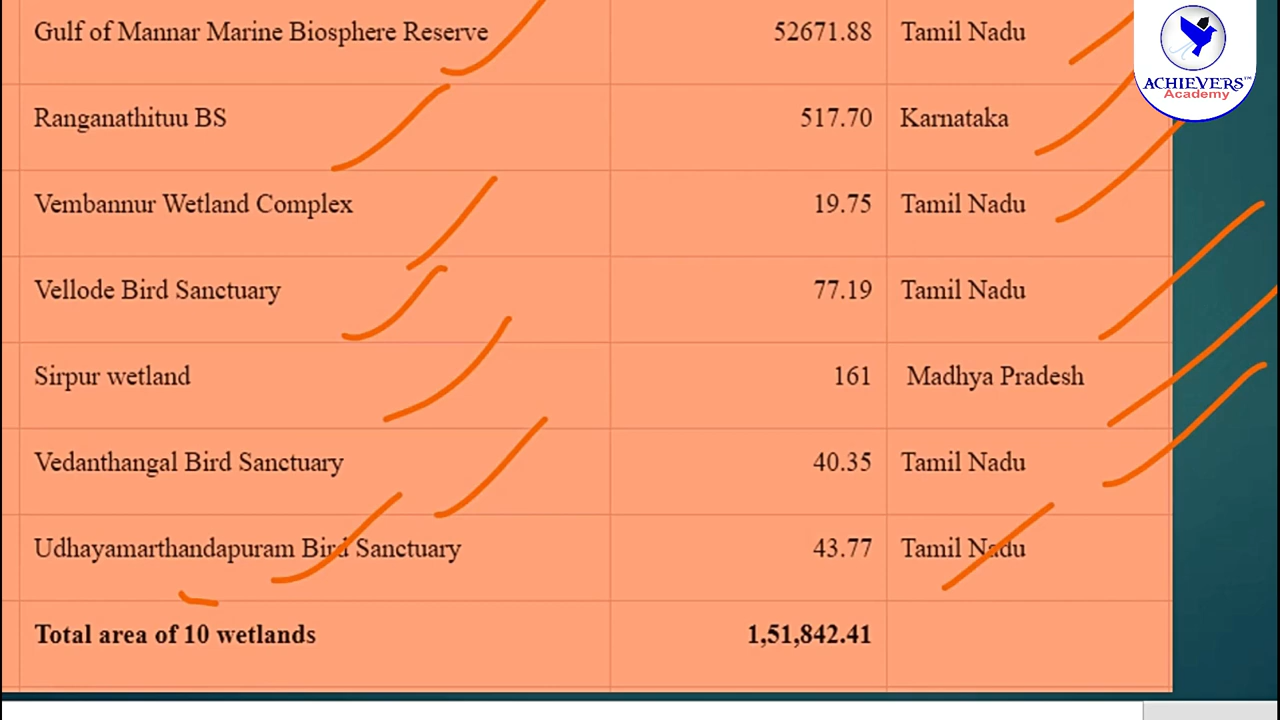 Gulf of Mannar Marine Biosphere Reserve 52671.88 Tamil Nadu
ACHIEVERS™
Academy
Ranganathituu BS 517.70 Karnataka
Vembannur Wetland Complex 19.75 Tamil Nadu
Vellode Bird Sanctuary 77.19 Tamil Nadu
Sirpur wetland 161 Madhya Pradesh
Vedanthangal Bird Sanctuary 40.35 Tamil Nadu
Udhayamarthandapuram Bird Sanctuary 43.77 Tamil Nadu
Total area of 10 wetlands 1,51,842.41